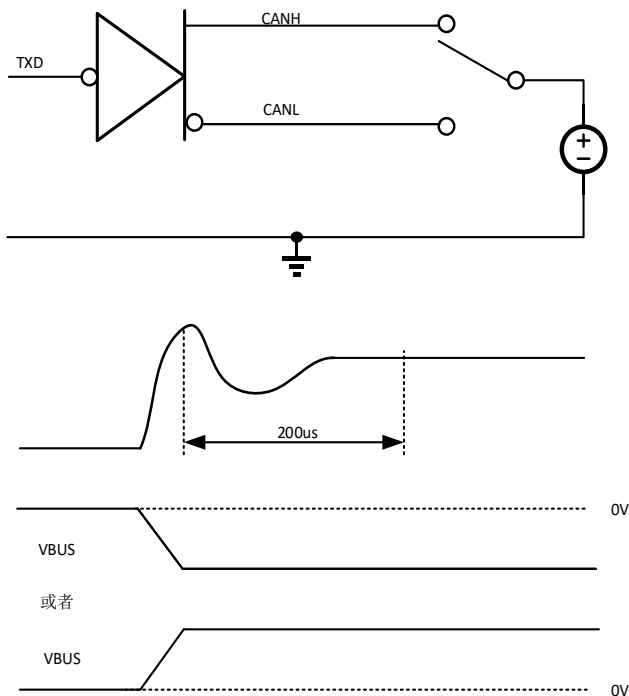 CANH
TXD
CANL
+
−
200us
0V
VBUS
或者
VBUS
0V